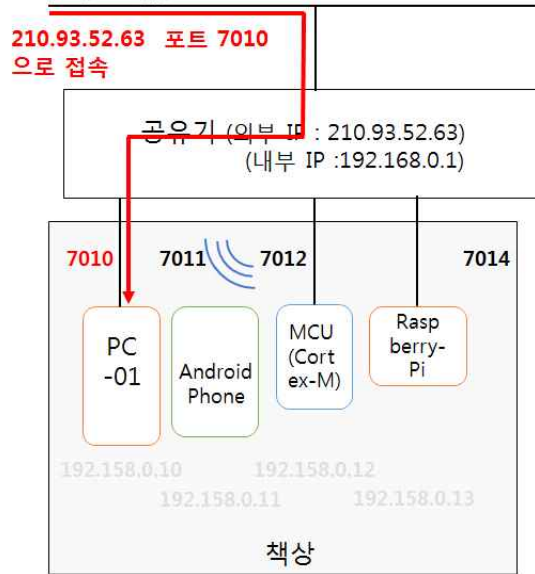 210.93.52.63 포트 7010
으로 접속
공유기 (외부 IP : 210.93.52.63)
(내부 IP :192.168.0.1)
7010 7011 7012 7014
PC
-01
Android
Phone
MCU
(Cort
ex-M)
Rasp
berry-
Pi
192.158.0.10 192.158.0.12
192.158.0.11 192.158.0.13
책상